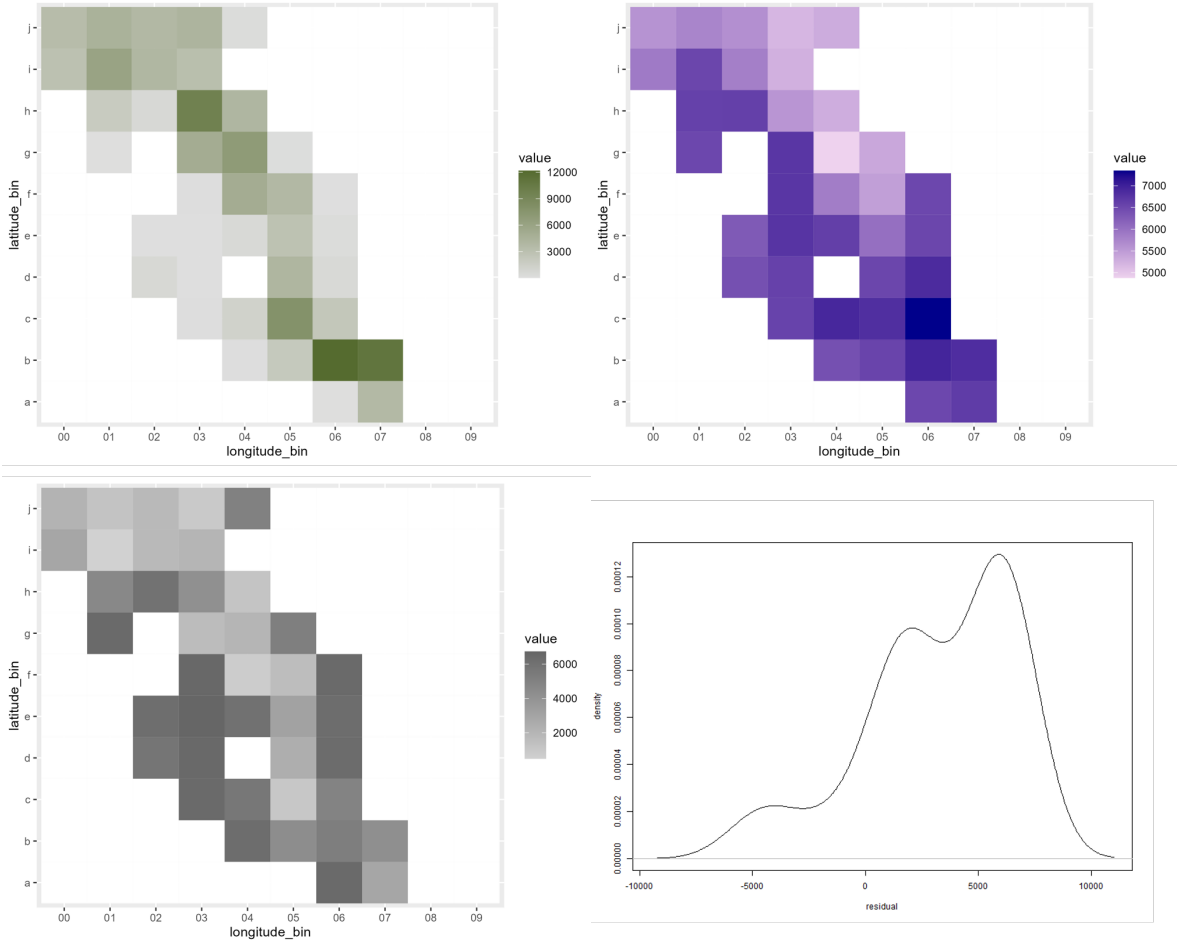 j
i
h
g
f
e
d
c
b
a
latitude_bin
00 01 02 03 04 05 06 07 08 09
longitude_bin
value
12000
9000
6000
3000
j
i
h
g
f
e
d
c
b
a
latitude_bin
00 01 02 03 04 05 06 07 08 09
longitude_bin
value
7000
6500
6000
5500
5000
j
i
h
g
f
e
d
c
b
a
latitude_bin
00 01 02 03 04 05 06 07 08 09
longitude_bin
value
6000
4000
2000
0.00012
0.00010
0.00008
0.00006
0.00004
0.00002
0.00000
density
-10000 -5000 0 5000 10000
residual